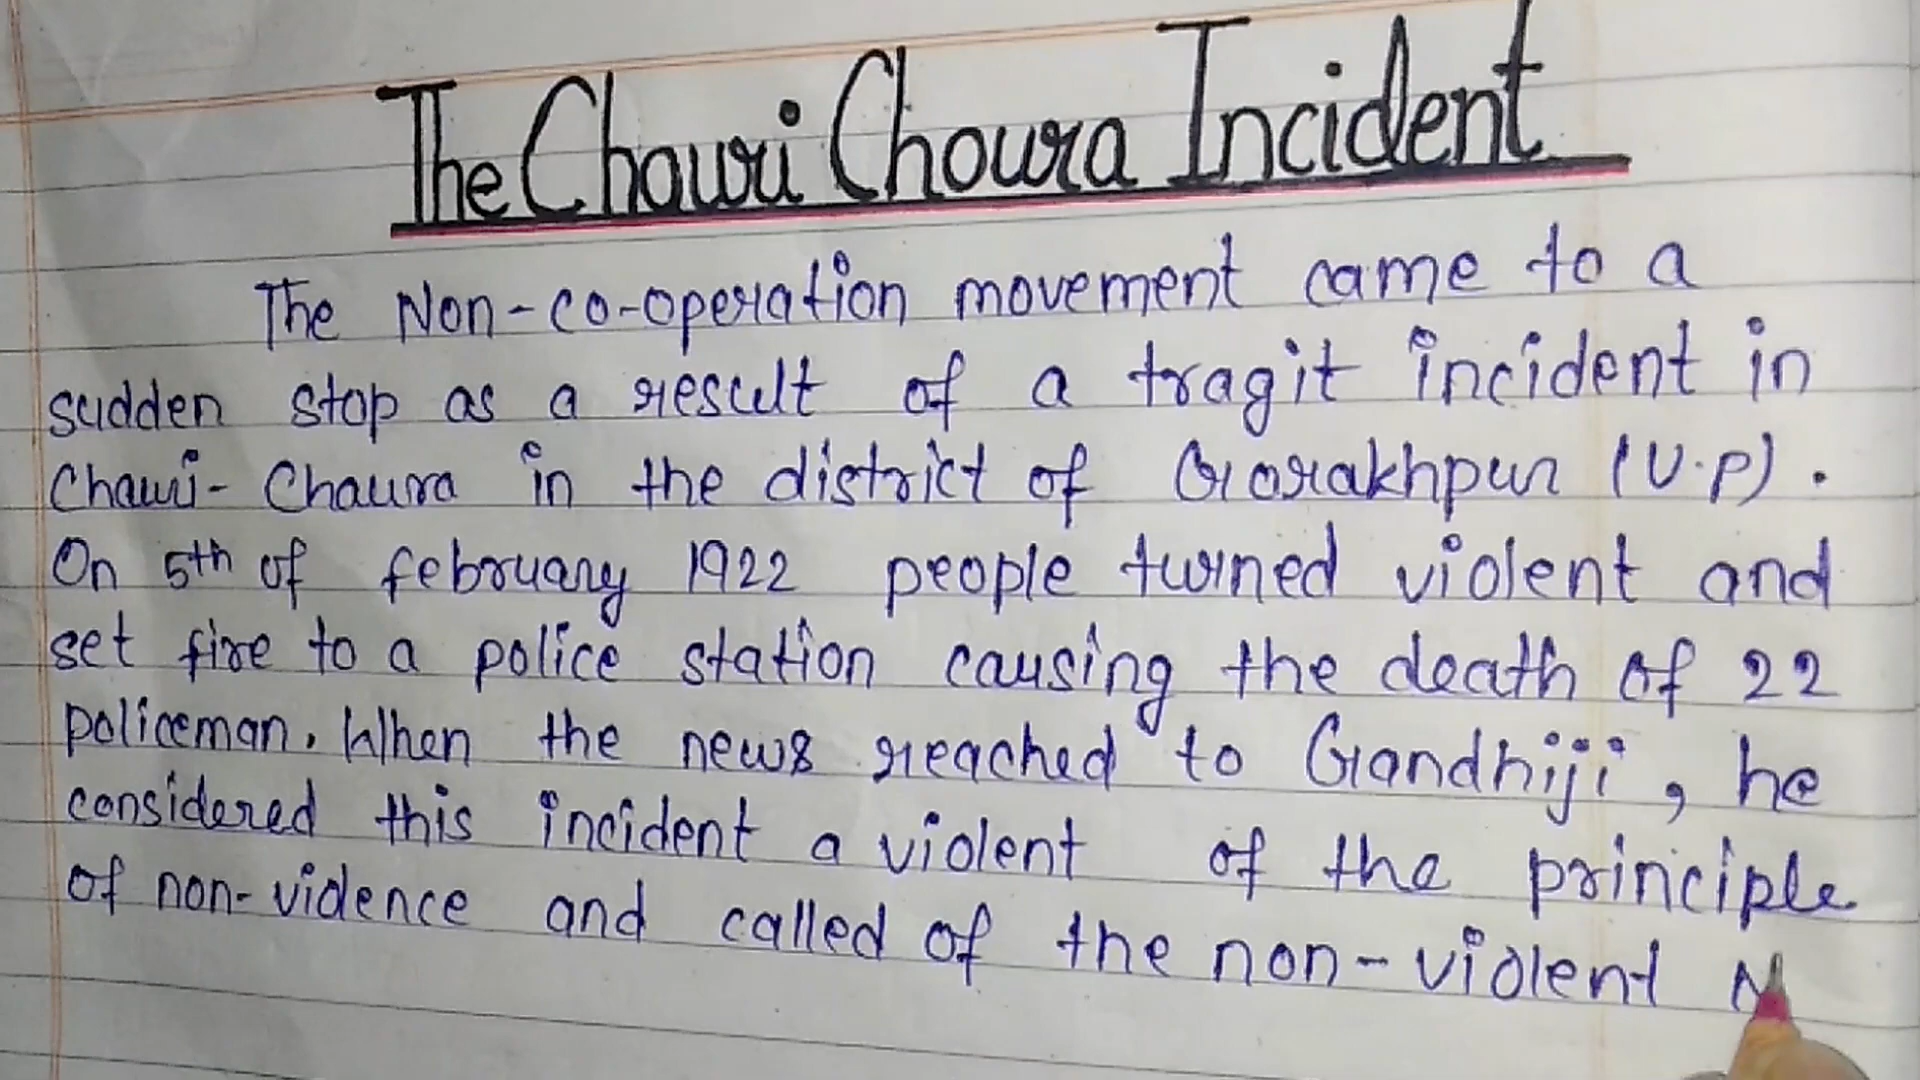 The Chauri Choura Incident
The Non-co-operation movement came to a
sudden stop as a result of a tragit incident in
Chauri-Chaura in the district of Gorakhpur (U.P).
On 5th of february 1922 people turned violent and
set fire to a police station causing the death of 22
policeman. When the news reached to Gandhiji, he
considered this incident a violent of the principle
of non-vidence and called of the non-violent